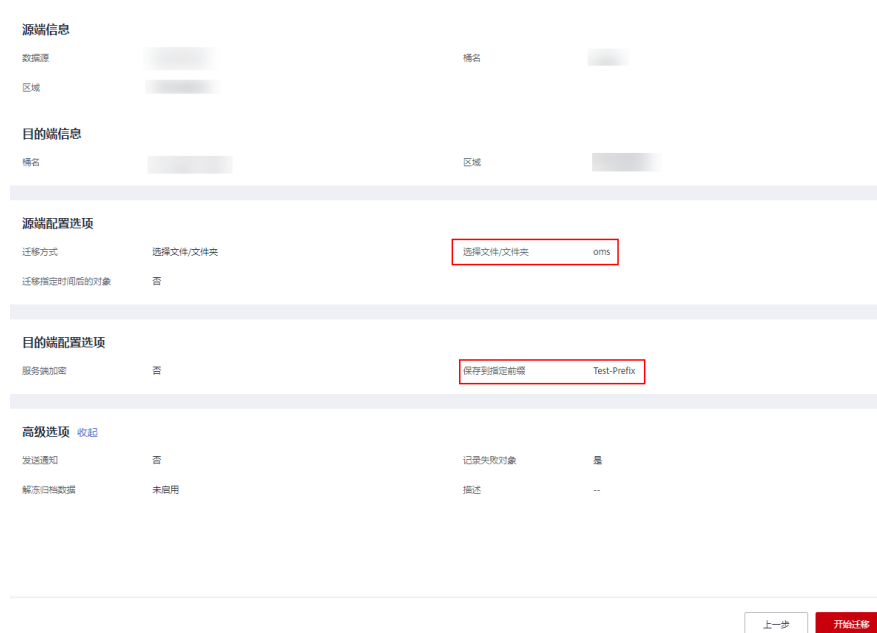 源端信息
数据源 桶名
区域
目的端信息
桶名 区域
源端配置选项
迁移方式 选择文件/文件夹 选择文件/文件夹 oms
迁移指定时间后的对象 否
目的端配置选项
服务端加密 否 保存到指定前缀 Test-Prefix
高级选项 收起
发送通知 否 记录失败对象 是
解冻归档数据 未启用 描述 --
上一步 开始迁移